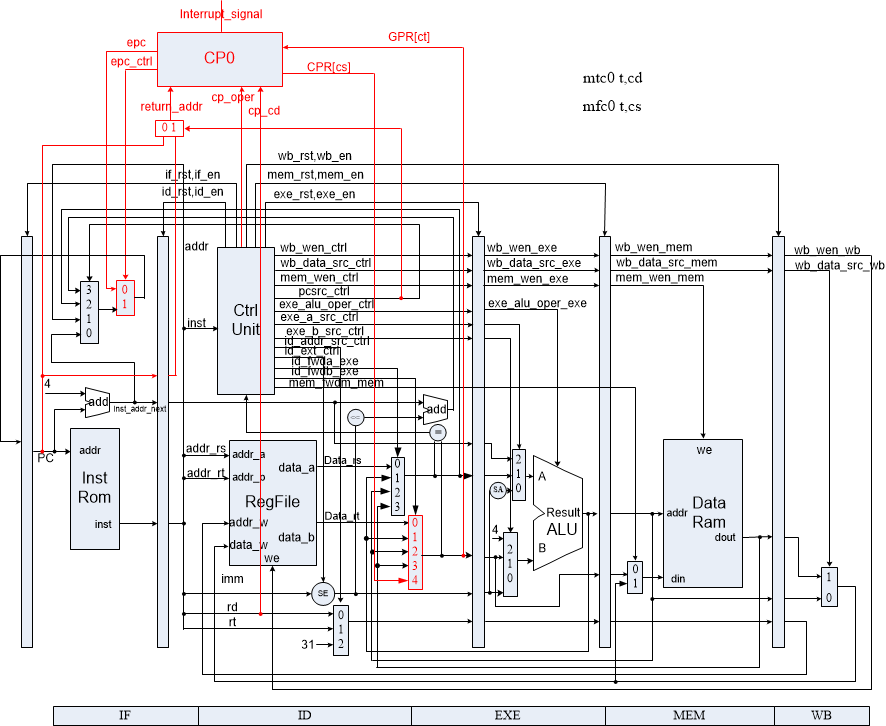 Interrupt_signal
epc
CP0
GPR[ct]
epc_ctrl
CPR[cs]
mtc0 t,cd
cp_oper
return_addr
cp_cd
mfc0 t,cs
0 1
wb_rst,wb_en
if_rst,if_en
mem_rst,mem_en
id_rst,id_en
exe_rst,exe_en
addr
wb_wen_ctrl
wb_wen_exe
wb_wen_mem
wb_wen_wb
wb_data_src_ctrl
wb_data_src_exe
wb_data_src_mem
wb_data_src_wb
mem_wen_ctrl
mem_wen_exe
mem_wen_mem
pcsrc_ctrl
exe_alu_oper_ctrl
exe_alu_oper_exe
exe_a_src_ctrl
exe_b_src_ctrl
id_addr_src_ctrl
id_ext_ctrl
id_fwda_exe
id_fwdb_exe
mem_fwdm_mem
3
2
1
0
0
1
inst
Ctrl
Unit
4
add
inst_addr_next
add
<<
=
PC
addr
Inst
Rom
inst
addr_rs
addr_rt
addr_a
addr_b
data_a
RegFile
addr_w
data_w
data_b
we
Data_rs
Data_rt
0
1
2
3
0
1
2
3
4
2
1
0
SA
A
Result
ALU
B
4
2
1
0
we
addr
Data
Ram
dout
din
0
1
1
0
imm
SE
rd
rt
31
0
1
2
IF
ID
EXE
MEM
WB